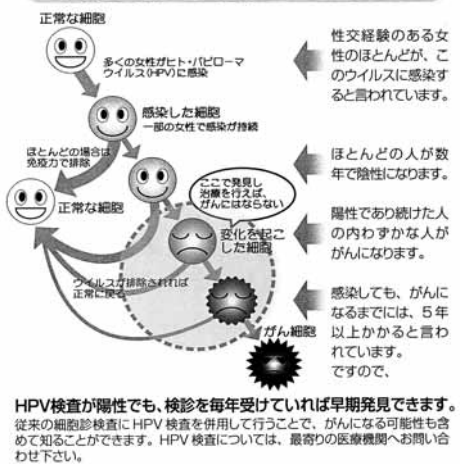 正常な細胞
多くの女性がヒト・パピローマ
ウイルス(HPV)に感染
性交経験のある女
性のほとんどが、こ
のウイルスに感染す
ると言われています。
感染した細胞
一部の女性で感染が持続
ほとんどの場合は
免疫力で排除
ほとんどの人が数
年で陰性になります。
正常な細胞
ここで発見し
治療を行えば、
がんにはならない
変化を起こ
した細胞
陽性であり続けた人
の内わずかな人が
がんになります。
ウイルスが排除されれば
正常に戻る
感染しても、がんに
なるまでには、5年
以上かかると言わ
れています。
ですので、
がん細胞
HPV検査が陽性でも、検診を毎年受けていれば早期発見できます。
従来の細胞診検査にHPV検査を併用して行うことで、がんになる可能性も含
めて知ることができます。HPV検査については、最寄りの医療機関へお問い合
わせ下さい。